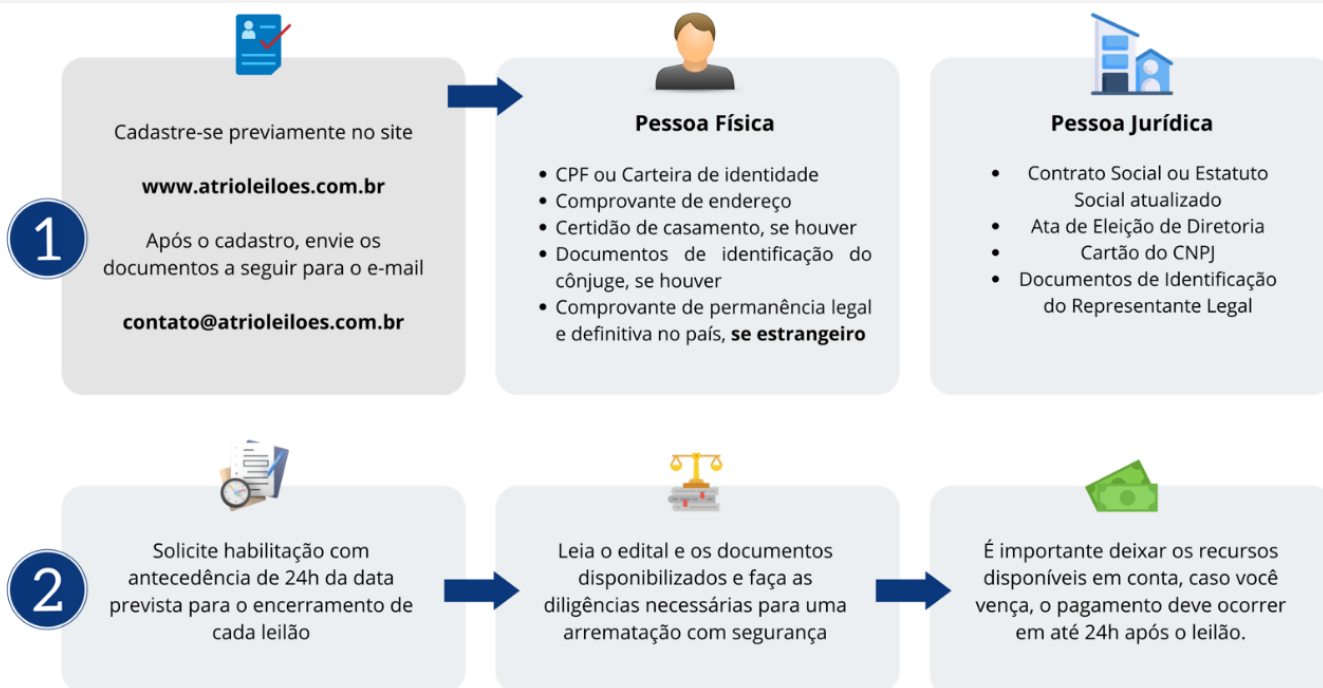 1
Cadastre-se previamente no site
www.atrioleiloes.com.br
Após o cadastro, envie os
documentos a seguir para o e-mail
contato@atrioleiloes.com.br
Pessoa Física
• CPF ou Carteira de identidade
• Comprovante de endereço
• Certidão de casamento, se houver
• Documentos de identificação do
cônjuge, se houver
• Comprovante de permanência legal
e definitiva no país, se estrangeiro
Pessoa Jurídica
• Contrato Social ou Estatuto
Social atualizado
• Ata de Eleição de Diretoria
• Cartão do CNPJ
• Documentos de Identificação
do Representante Legal
2
Solicite habilitação com
antecedência de 24h da data
prevista para o encerramento de
cada leilão
Leia o edital e os documentos
disponibilizados e faça as
diligências necessárias para uma
arrematação com segurança
É importante deixar os recursos
disponíveis em conta, caso você
vença, o pagamento deve ocorrer
em até 24h após o leilão.